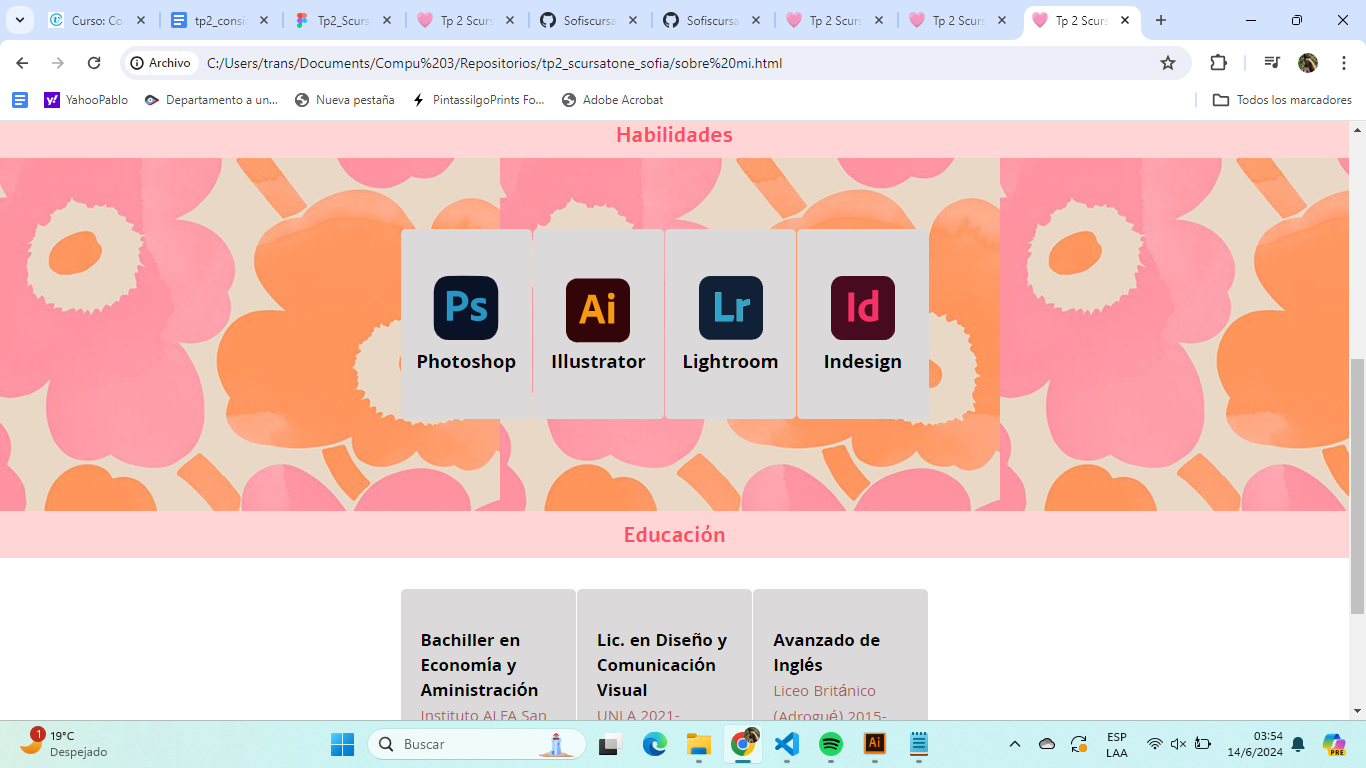 Curso: Co
tp2_consig
Tp2_Scurs
Tp 2 Scurs
Sofiscursa
Sofiscursa
Tp 2 Scurs
Tp 2 Scurs
Tp 2 Scurs
Archivo
C:/Users/trans/Documents/Compu%203/Repositorios/tp2_scursatone_sofia/sobre%20mi.html
YahooPablo
Departamento a un...
Nueva pestaña
PintassilgoPrints Fo...
Adobe Acrobat
Todos los marcadores
Habilidades
Ps
Ai
Lr
Id
Photoshop
Illustrator
Lightroom
Indesign
Educación
Bachiller en
Economía y
Aministración
Instituto ALFA San
Lic. en Diseño y
Comunicación
Visual
UNLA 2021-
Avanzado de
Inglés
Liceo Británico
(Adrogué) 2015-
1
19°C
Despejado
Buscar
Ai
ESP
LAA
03:54
14/6/2024
PRE